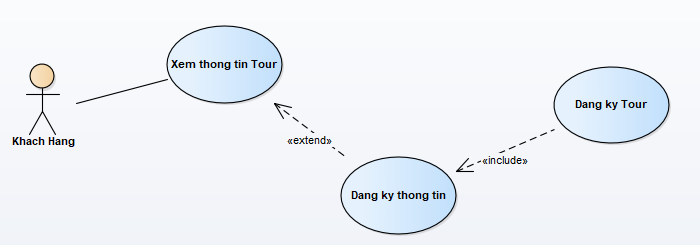 Xem thong tin Tour
Khach Hang
«extend»
Dang ky thong tin
«include»
Dang ky Tour